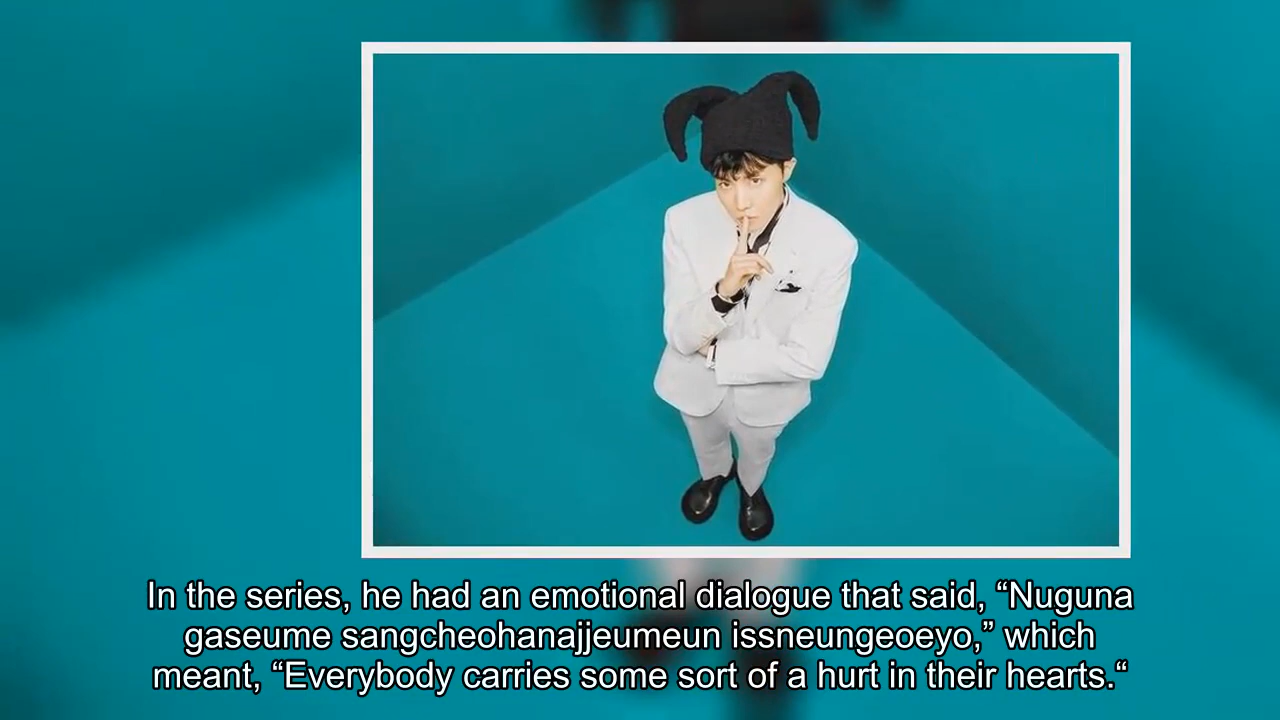 In the series, he had an emotional dialogue that said, “Nuguna
gaseume sangcheohanajjeumeun issneungeoeyo,” which
meant, “Everybody carries some sort of a hurt in their hearts.“